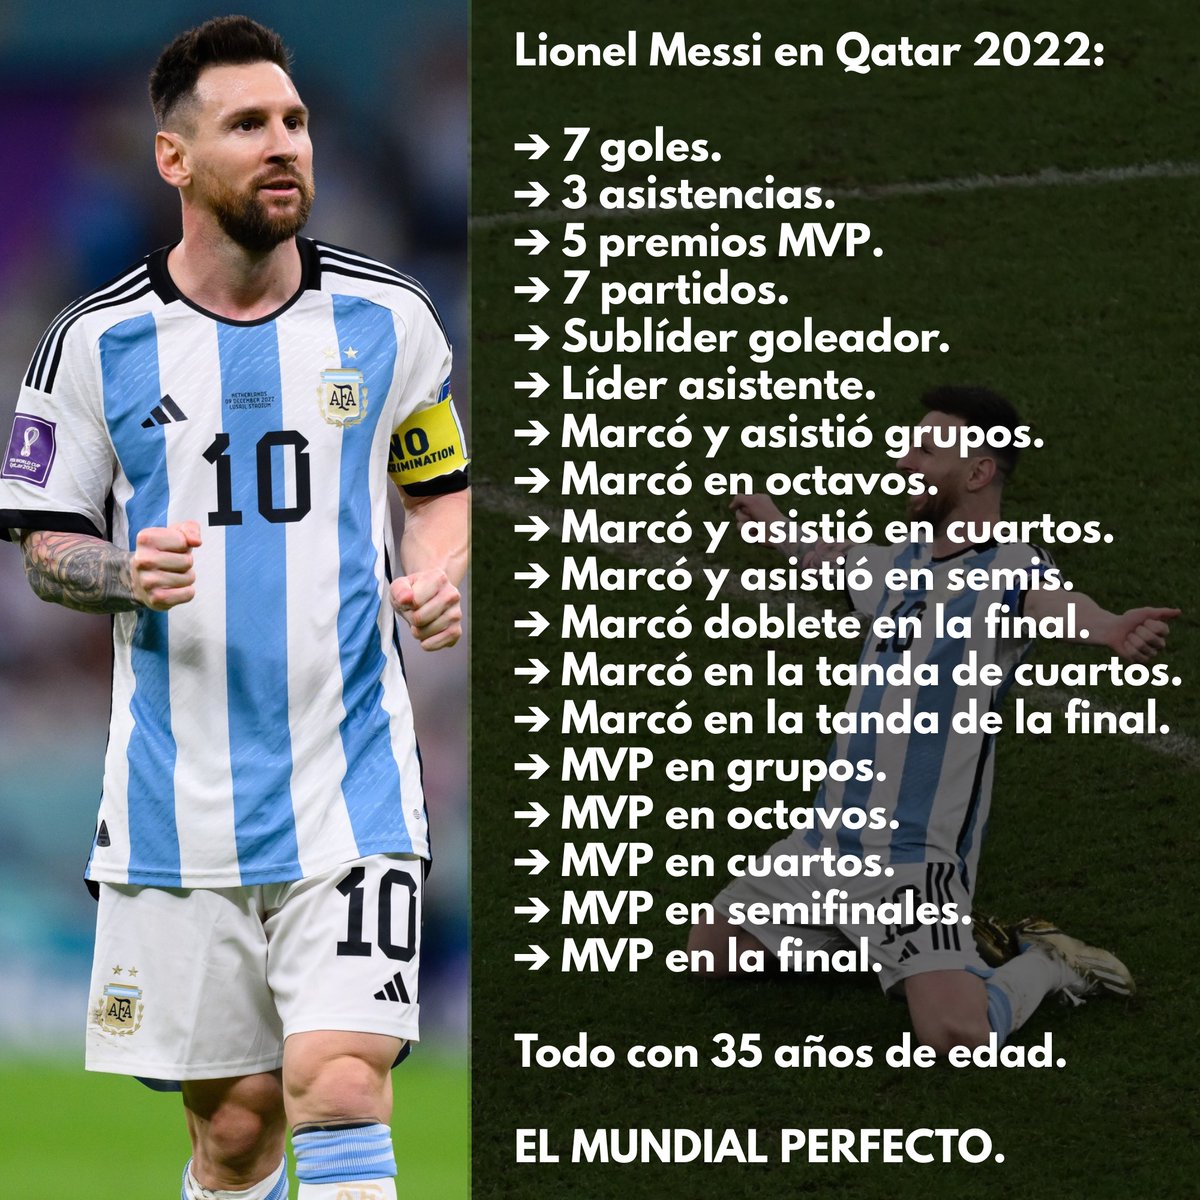 Lionel Messi en Qatar 2022:
→ 7 goles.
→ 3 asistencias.
→ 5 premios MVP.
→ 7 partidos.
→ Sublíder goleador.
→ Líder asistente.
→ Marcó y asistió grupos.
→ Marcó en octavos.
→ Marcó y asistió en cuartos.
→ Marcó y asistió en semis.
→ Marcó doblete en la final.
→ Marcó en la tanda de cuartos.
→ Marcó en la tanda de la final.
→ MVP en grupos.
→ MVP en octavos.
→ MVP en cuartos.
→ MVP en semifinales.
→ MVP en la final.
Todo con 35 años de edad.
EL MUNDIAL PERFECTO.
AFA
NETHERLANDS
09 DECEMBER 2022
LUSAIL STADIUM
10
NO
CRIMINATION
FIFA WORLD CUP
Qatar2022
10
AFA
10
10